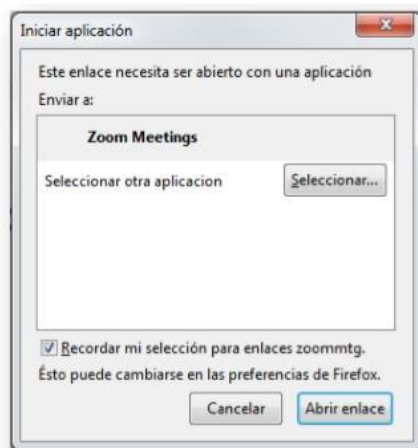 Iniciar aplicación
Este enlace necesita ser abierto con una aplicación
Enviar a:
Zoom Meetings
Seleccionar otra aplicacion
Seleccionar...
Recordar mi selección para enlaces zoommtg.
Ésto puede cambiarse en las preferencias de Firefox.
Cancelar
Abrir enlace